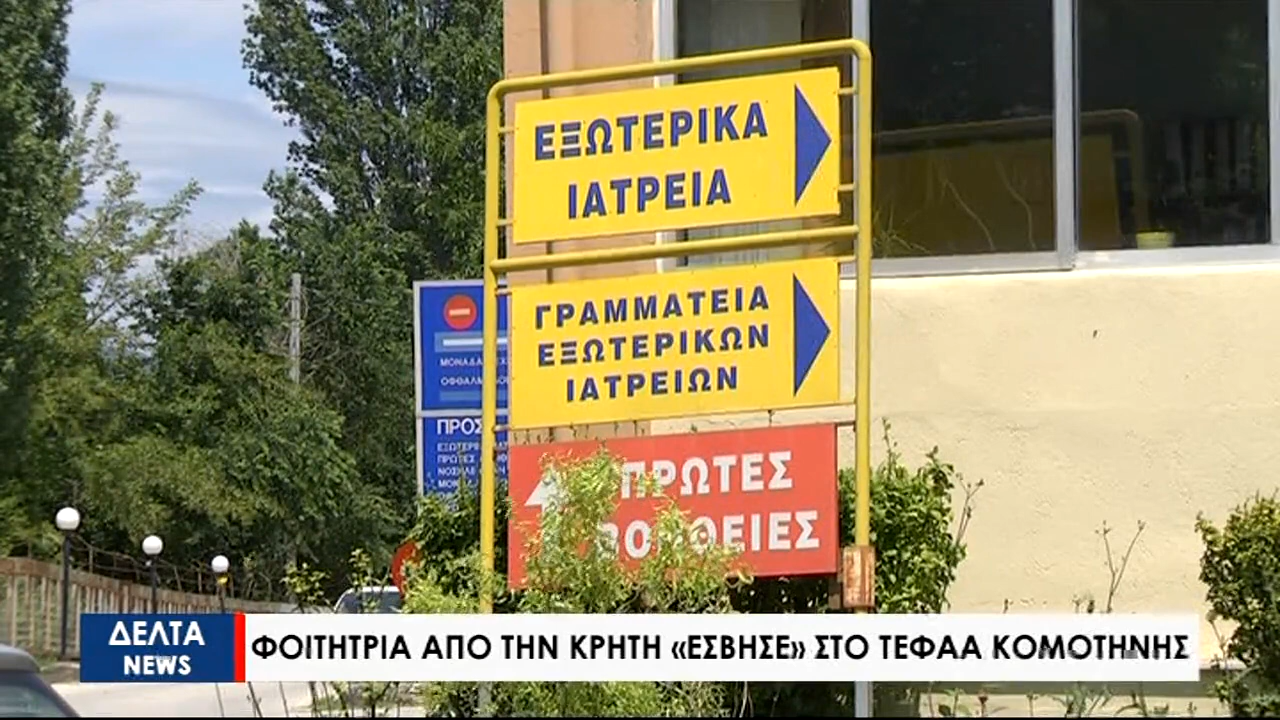 ΕΞΩΤΕΡΙΚΑ
ΙΑΤΡΕΙΑ
ΓΡΑΜΜΑΤΕΙΑ
ΕΞΩΤΕΡΙΚΩΝ
ΙΑΤΡΕΙΩΝ
ΠΡΩΤΕΣ
ΒΟΗΘΕΙΕΣ
ΔΕΛΤΑ
NEWS
ΦΟΙΤΗΤΡΙΑ ΑΠΟ ΤΗΝ ΚΡΗΤΗ «ΕΣΒΗΣΕ» ΣΤΟ ΤΕΦΑΑ ΚΟΜΟΤΗΝΗΣ